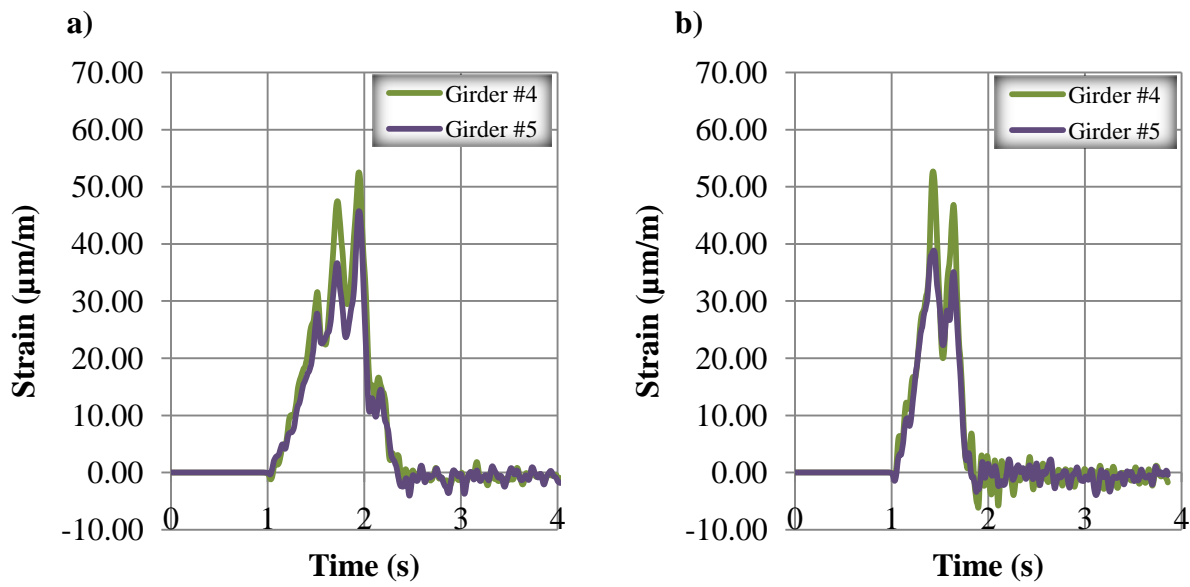 a)
70.00
60.00
50.00
40.00
30.00
20.00
10.00
0.00
-10.00
0 1 2 3 4
Strain (μm/m)
Time (s)
Girder #4
Girder #5
b)
70.00
60.00
50.00
40.00
30.00
20.00
10.00
0.00
-10.00
0 1 2 3 4
Strain (μm/m)
Time (s)
Girder #4
Girder #5